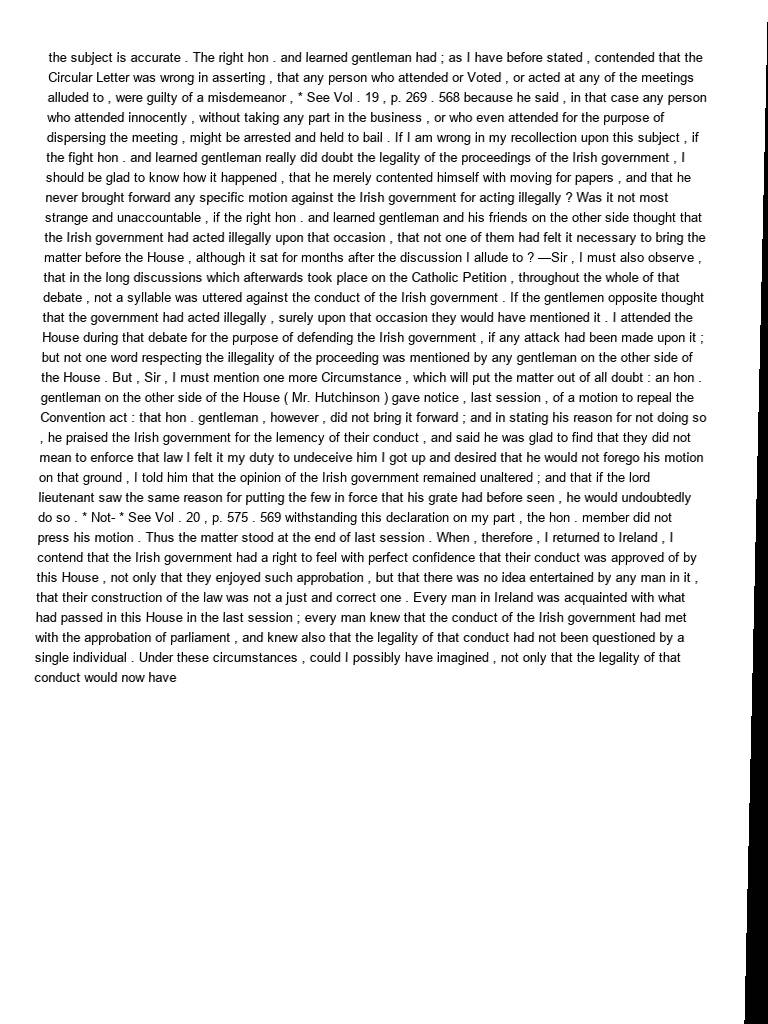 the subject is accurate . The right hon . and learned gentleman had ; as I have before stated , contended that the
Circular Letter was wrong in asserting , that any person who attended or Voted , or acted at any of the meetings
alluded to , were guilty of a misdemeanor , * See Vol . 19 , p. 269 . 568 because he said , in that case any person
who attended innocently , without taking any part in the business , or who even attended for the purpose of
dispersing the meeting , might be arrested and held to bail . If I am wrong in my recollection upon this subject , if
the fight hon . and learned gentleman really did doubt the legality of the proceedings of the Irish government , I
should be glad to know how it happened , that he merely contented himself with moving for papers , and that he
never brought forward any specific motion against the Irish government for acting illegally ? Was it not most
strange and unaccountable , if the right hon . and learned gentleman and his friends on the other side thought that
the Irish government had acted illegally upon that occasion , that not one of them had felt it necessary to bring the
matter before the House , although it sat for months after the discussion I allude to ? —Sir , I must also observe ,
that in the long discussions which afterwards took place on the Catholic Petition , throughout the whole of that
debate , not a syllable was uttered against the conduct of the Irish government . If the gentlemen opposite thought
that the government had acted illegally , surely upon that occasion they would have mentioned it . I attended the
House during that debate for the purpose of defending the Irish government , if any attack had been made upon it ;
but not one word respecting the illegality of the proceeding was mentioned by any gentleman on the other side of
the House . But , Sir , I must mention one more Circumstance , which will put the matter out of all doubt : an hon .
gentleman on the other side of the House ( Mr. Hutchinson ) gave notice , last session , of a motion to repeal the
Convention act : that hon . gentleman , however , did not bring it forward ; and in stating his reason for not doing so
, he praised the Irish government for the lemency of their conduct , and said he was glad to find that they did not
mean to enforce that law I felt it my duty to undeceive him I got up and desired that he would not forego his motion
on that ground , I told him that the opinion of the Irish government remained unaltered ; and that if the lord
lieutenant saw the same reason for putting the few in force that his grate had before seen , he would undoubtedly
do so . * Not- * See Vol . 20 , p. 575 . 569 withstanding this declaration on my part , the hon . member did not
press his motion . Thus the matter stood at the end of last session . When , therefore , I returned to Ireland , I
contend that the Irish government had a right to feel with perfect confidence that their conduct was approved of by
this House , not only that they enjoyed such approbation , but that there was no idea entertained by any man in it ,
that their construction of the law was not a just and correct one . Every man in Ireland was acquainted with what
had passed in this House in the last session ; every man knew that the conduct of the Irish government had met
with the approbation of parliament , and knew also that the legality of that conduct had not been questioned by a
single individual . Under these circumstances , could I possibly have imagined , not only that the legality of that
conduct would now have